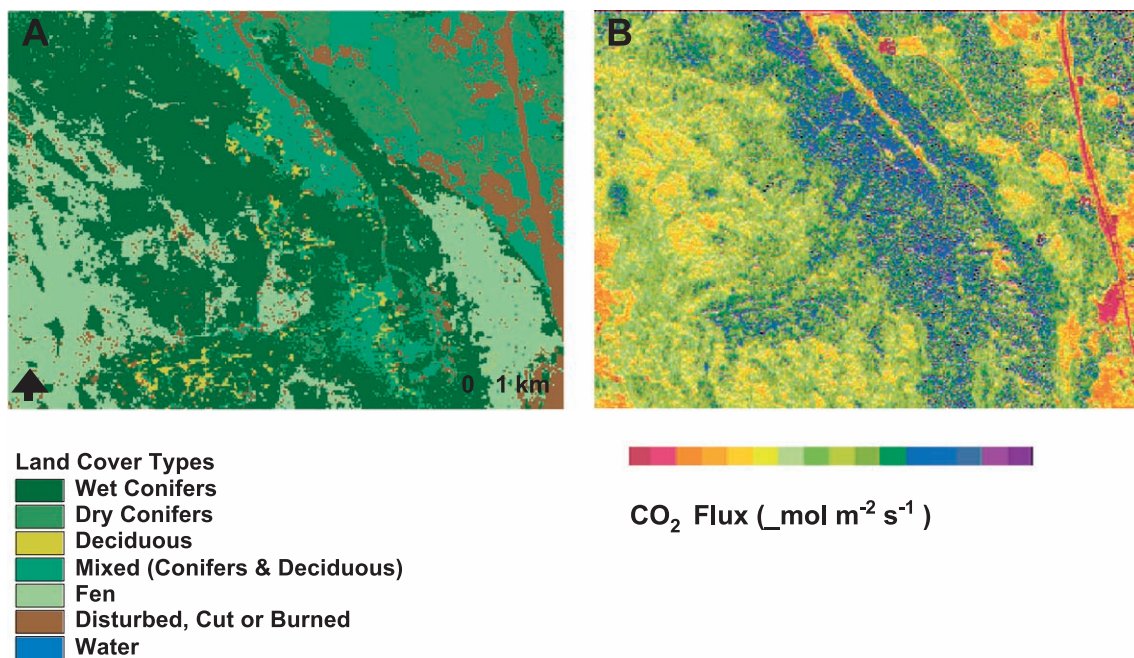 A
B
0 1 km
Land Cover Types
Wet Conifers
Dry Conifers
Deciduous
Mixed (Conifers & Deciduous)
Fen
Disturbed, Cut or Burned
Water
CO₂ Flux (_mol m⁻² s⁻¹ )